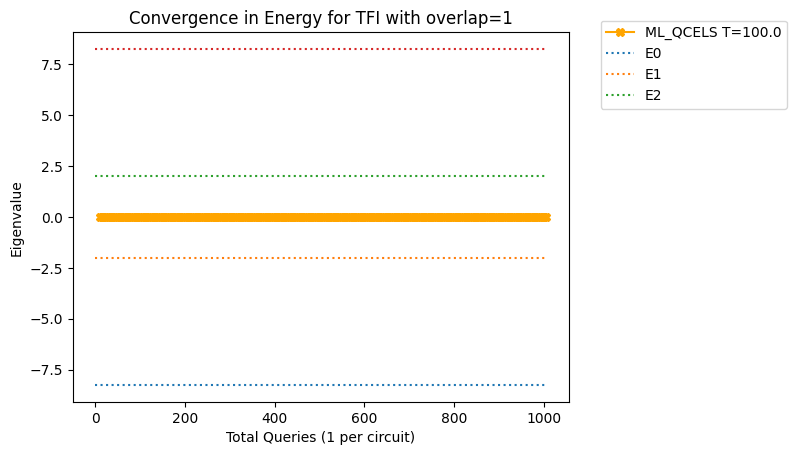 Convergence in Energy for TFI with overlap=1
ML_QCELS T=100.0
E0
E1
E2
7.5
5.0
2.5
0.0
−2.5
−5.0
−7.5
Eigenvalue
0
200
400
600
800
1000
Total Queries (1 per circuit)